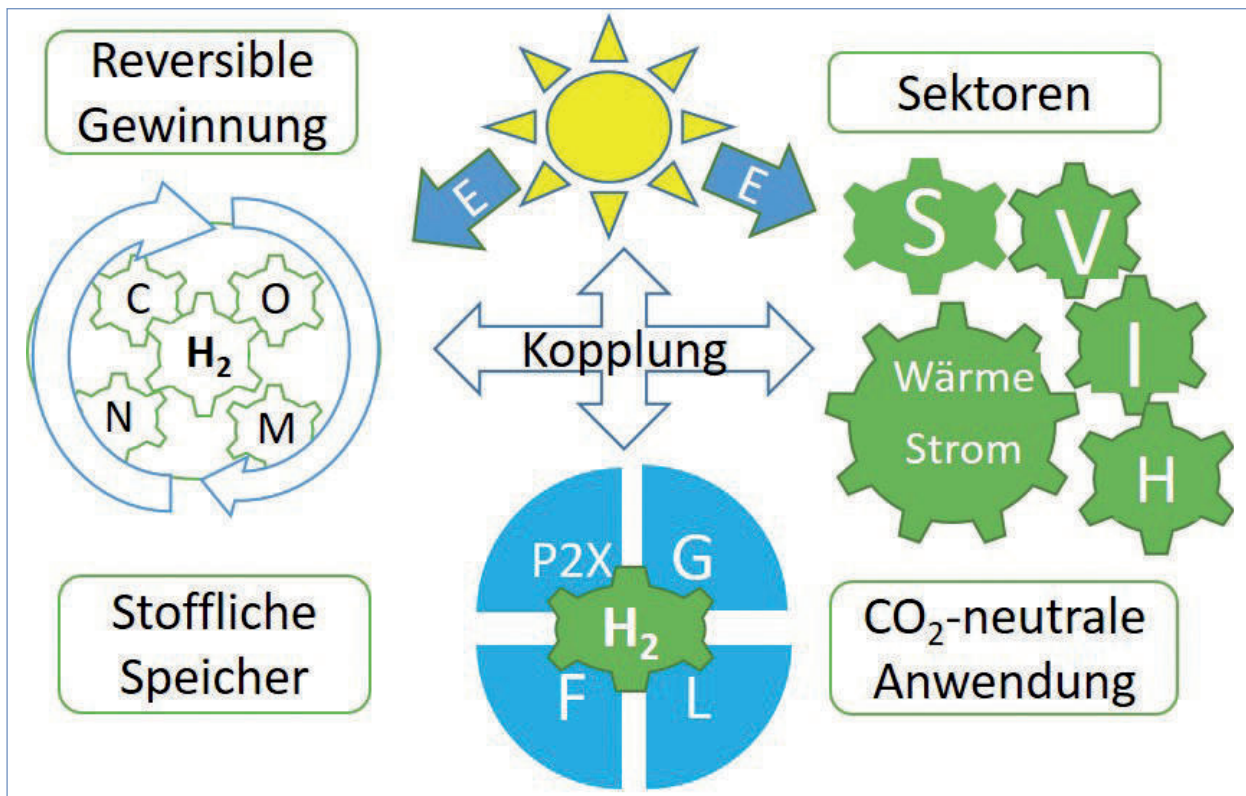 Reversible
Gewinnung
Sektoren
E
E
S
V
C
O
H₂
N
M
Kopplung
I
Wärme
Strom
H
P2X
G
H₂
F
L
Stoffliche
Speicher
CO₂-neutrale
Anwendung